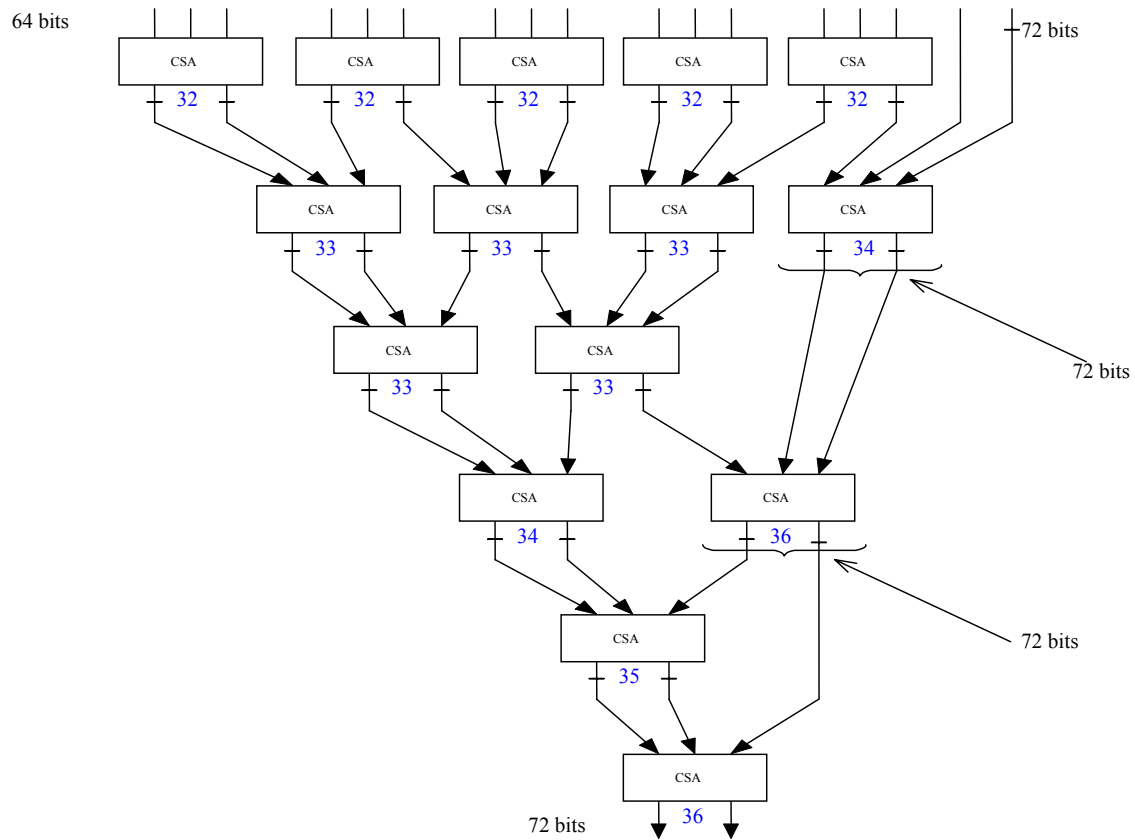 64 bits
72 bits
CSA CSA CSA CSA CSA
32 32 32 32 32
CSA CSA CSA CSA
33 33 33 34
72 bits
CSA CSA
33 33
CSA CSA
34 36
72 bits
CSA
35
CSA
36
72 bits